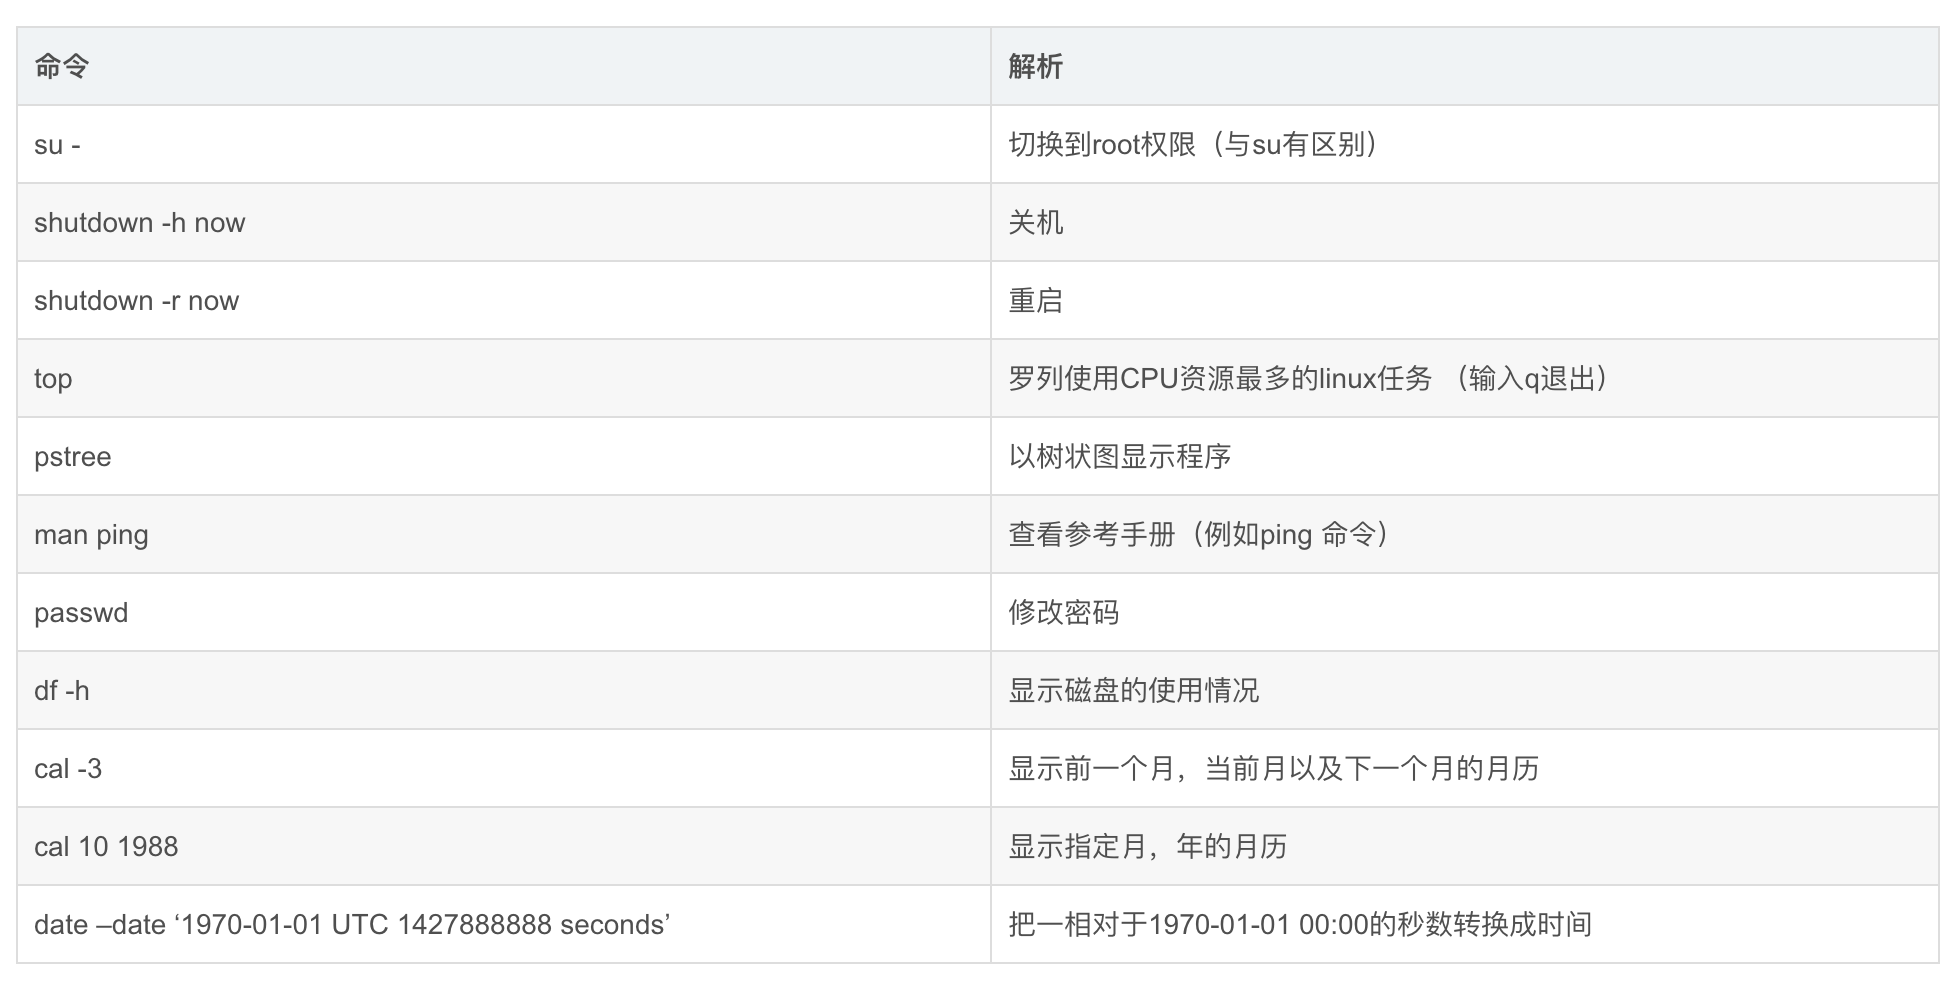 命令 解析
su - 切换到root权限（与su有区别）
shutdown -h now 关机
shutdown -r now 重启
top 罗列使用CPU资源最多的linux任务 （输入q退出）
pstree 以树状图显示程序
man ping 查看参考手册（例如ping 命令）
passwd 修改密码
df -h 显示磁盘的使用情况
cal -3 显示前一个月，当前月以及下一个月的月历
cal 10 1988 显示指定月，年的月历
date –date ‘1970-01-01 UTC 1427888888 seconds’ 把一相对于1970-01-01 00:00的秒数转换成时间